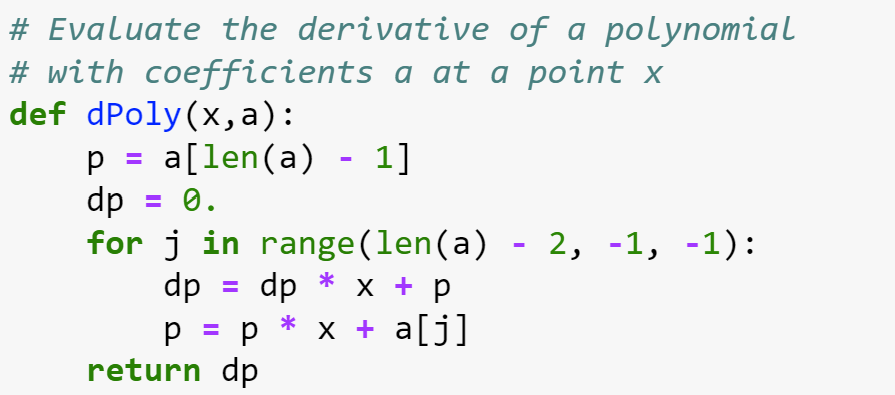 # Evaluate the derivative of a polynomial
# with coefficients a at a point x
def dPoly(x,a):
    p = a[len(a) - 1]
    dp = 0.
    for j in range(len(a) - 2, -1, -1):
        dp = dp * x + p
        p = p * x + a[j]
    return dp